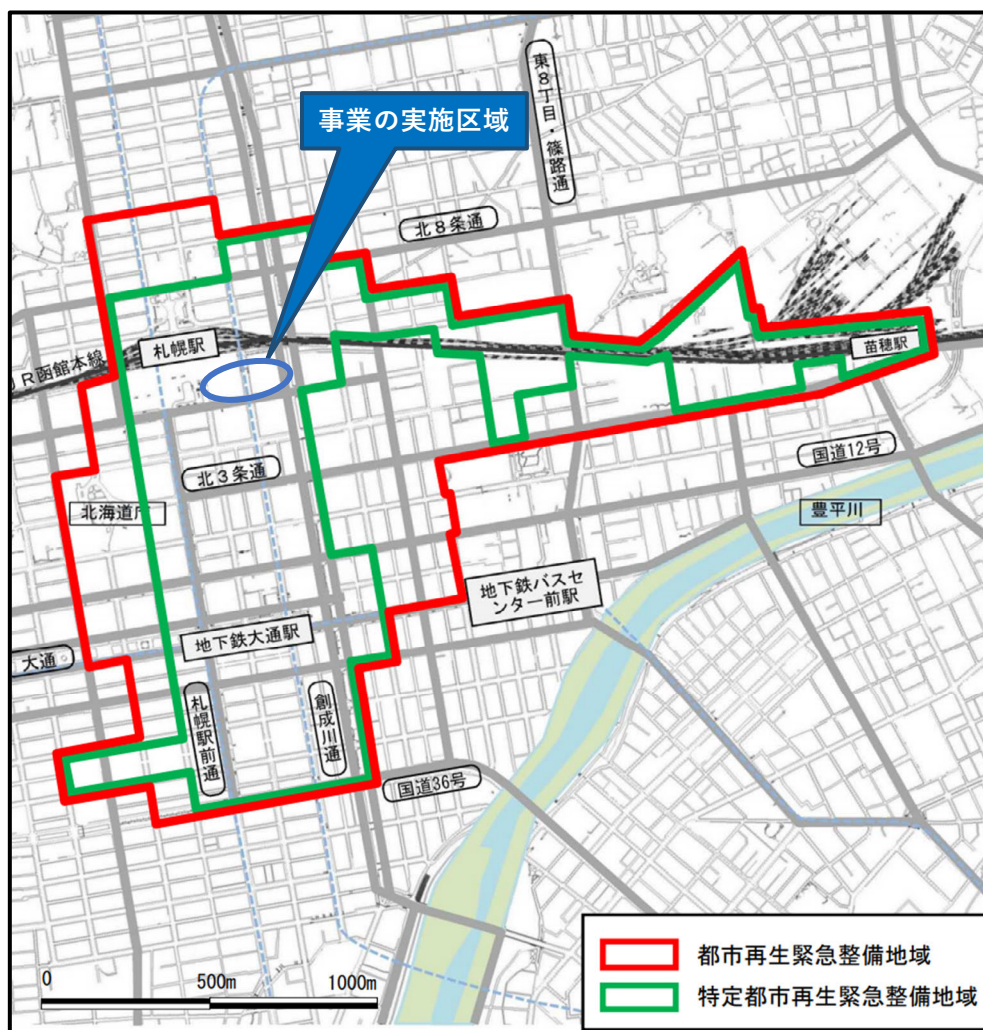 事業の実施区域
東8丁目・篠路通
北8条通
札幌駅
JR函館本線
苗穂駅
北3条通
国道12号
北海道庁
豊平川
地下鉄バスセ
ンター前駅
地下鉄大通駅
大通
札幌駅前通
創成川通
国道36号
0 500m 1000m
都市再生緊急整備地域
特定都市再生緊急整備地域